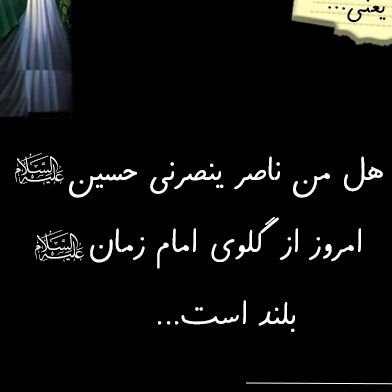 یعنی...
هل من ناصر ینصرنی حسین علیه السلام
امروز از گلوی امام زمان علیه السلام
بلند است...